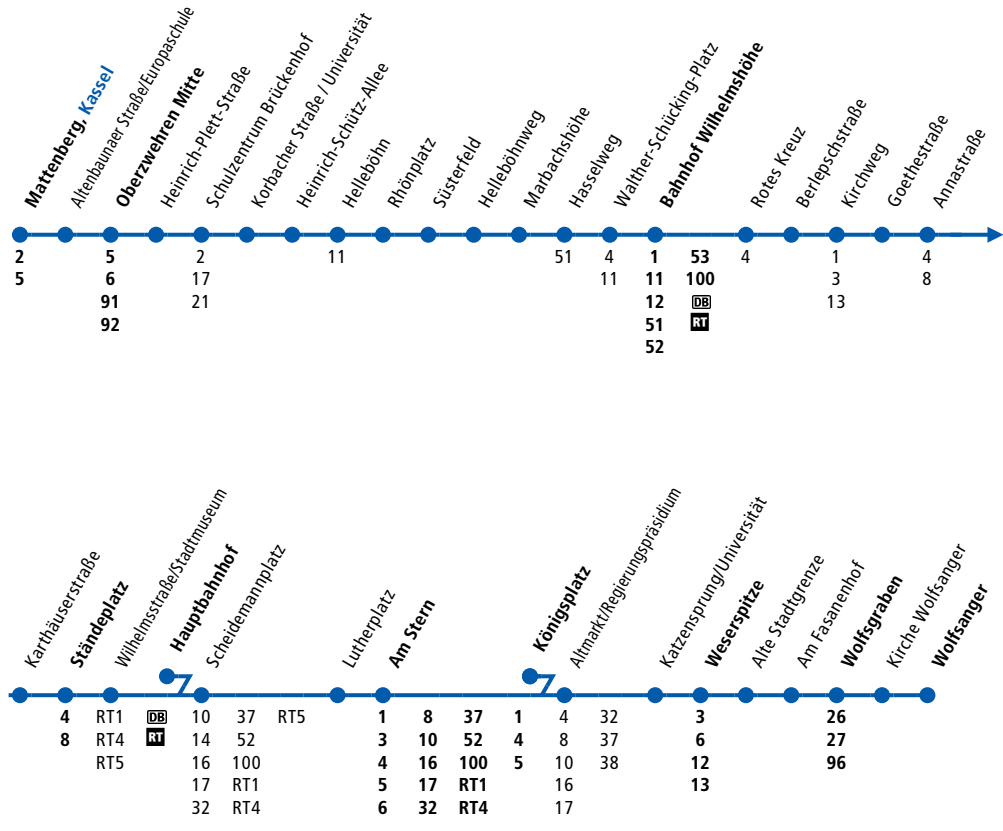 Mattenberg, Kassel
Altenbaunaer Straße/Europaschule
Oberzwehren Mitte
Heinrich-Plett-Straße
Schulzentrum Brückenhof
Korbacher Straße / Universität
Heinrich-Schütz-Allee
Helleböhn
Rhönplatz
Süsterfeld
Helleböhnweg
Marbachshöhe
Hasselweg
Walther-Schücking-Platz
Bahnhof Wilhelmshöhe
Rotes Kreuz
Berlepschstraße
Kirchweg
Goethestraße
Annastraße
2 5 2 11 51 4 1 53 4 1 4
5 6 17 11 11 100 3 8
91 21 12 DB 13
92 51 RT
52
Karthäuserstraße
Ständeplatz
Wilhelmsstraße/Stadtmuseum
Hauptbahnhof
Scheidemannplatz
Lutherplatz
Am Stern
Königsplatz
Altmarkt/Regierungspräsidium
Katzensprung/Universität
Weserspitze
Alte Stadtgrenze
Am Fasanenhof
Wolfsgraben
Kirche Wolfsanger
Wolfsanger
4 RT1 DB 10 37 RT5 1 8 37 1 4 32 3 26
8 RT4 RT 14 52 3 10 52 4 8 37 6 27
RT5 16 100 4 16 100 5 10 38 12 96
17 RT1 5 17 RT1 16 13
32 RT4 6 32 RT4 17